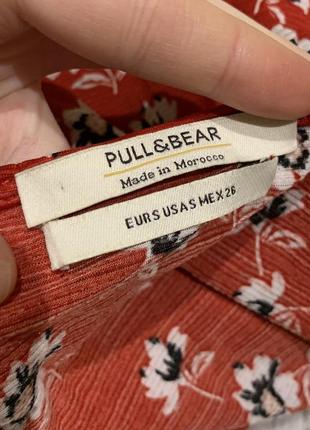 PULL&BEAR
Made in Morocco
EUR S USA S MEX 26